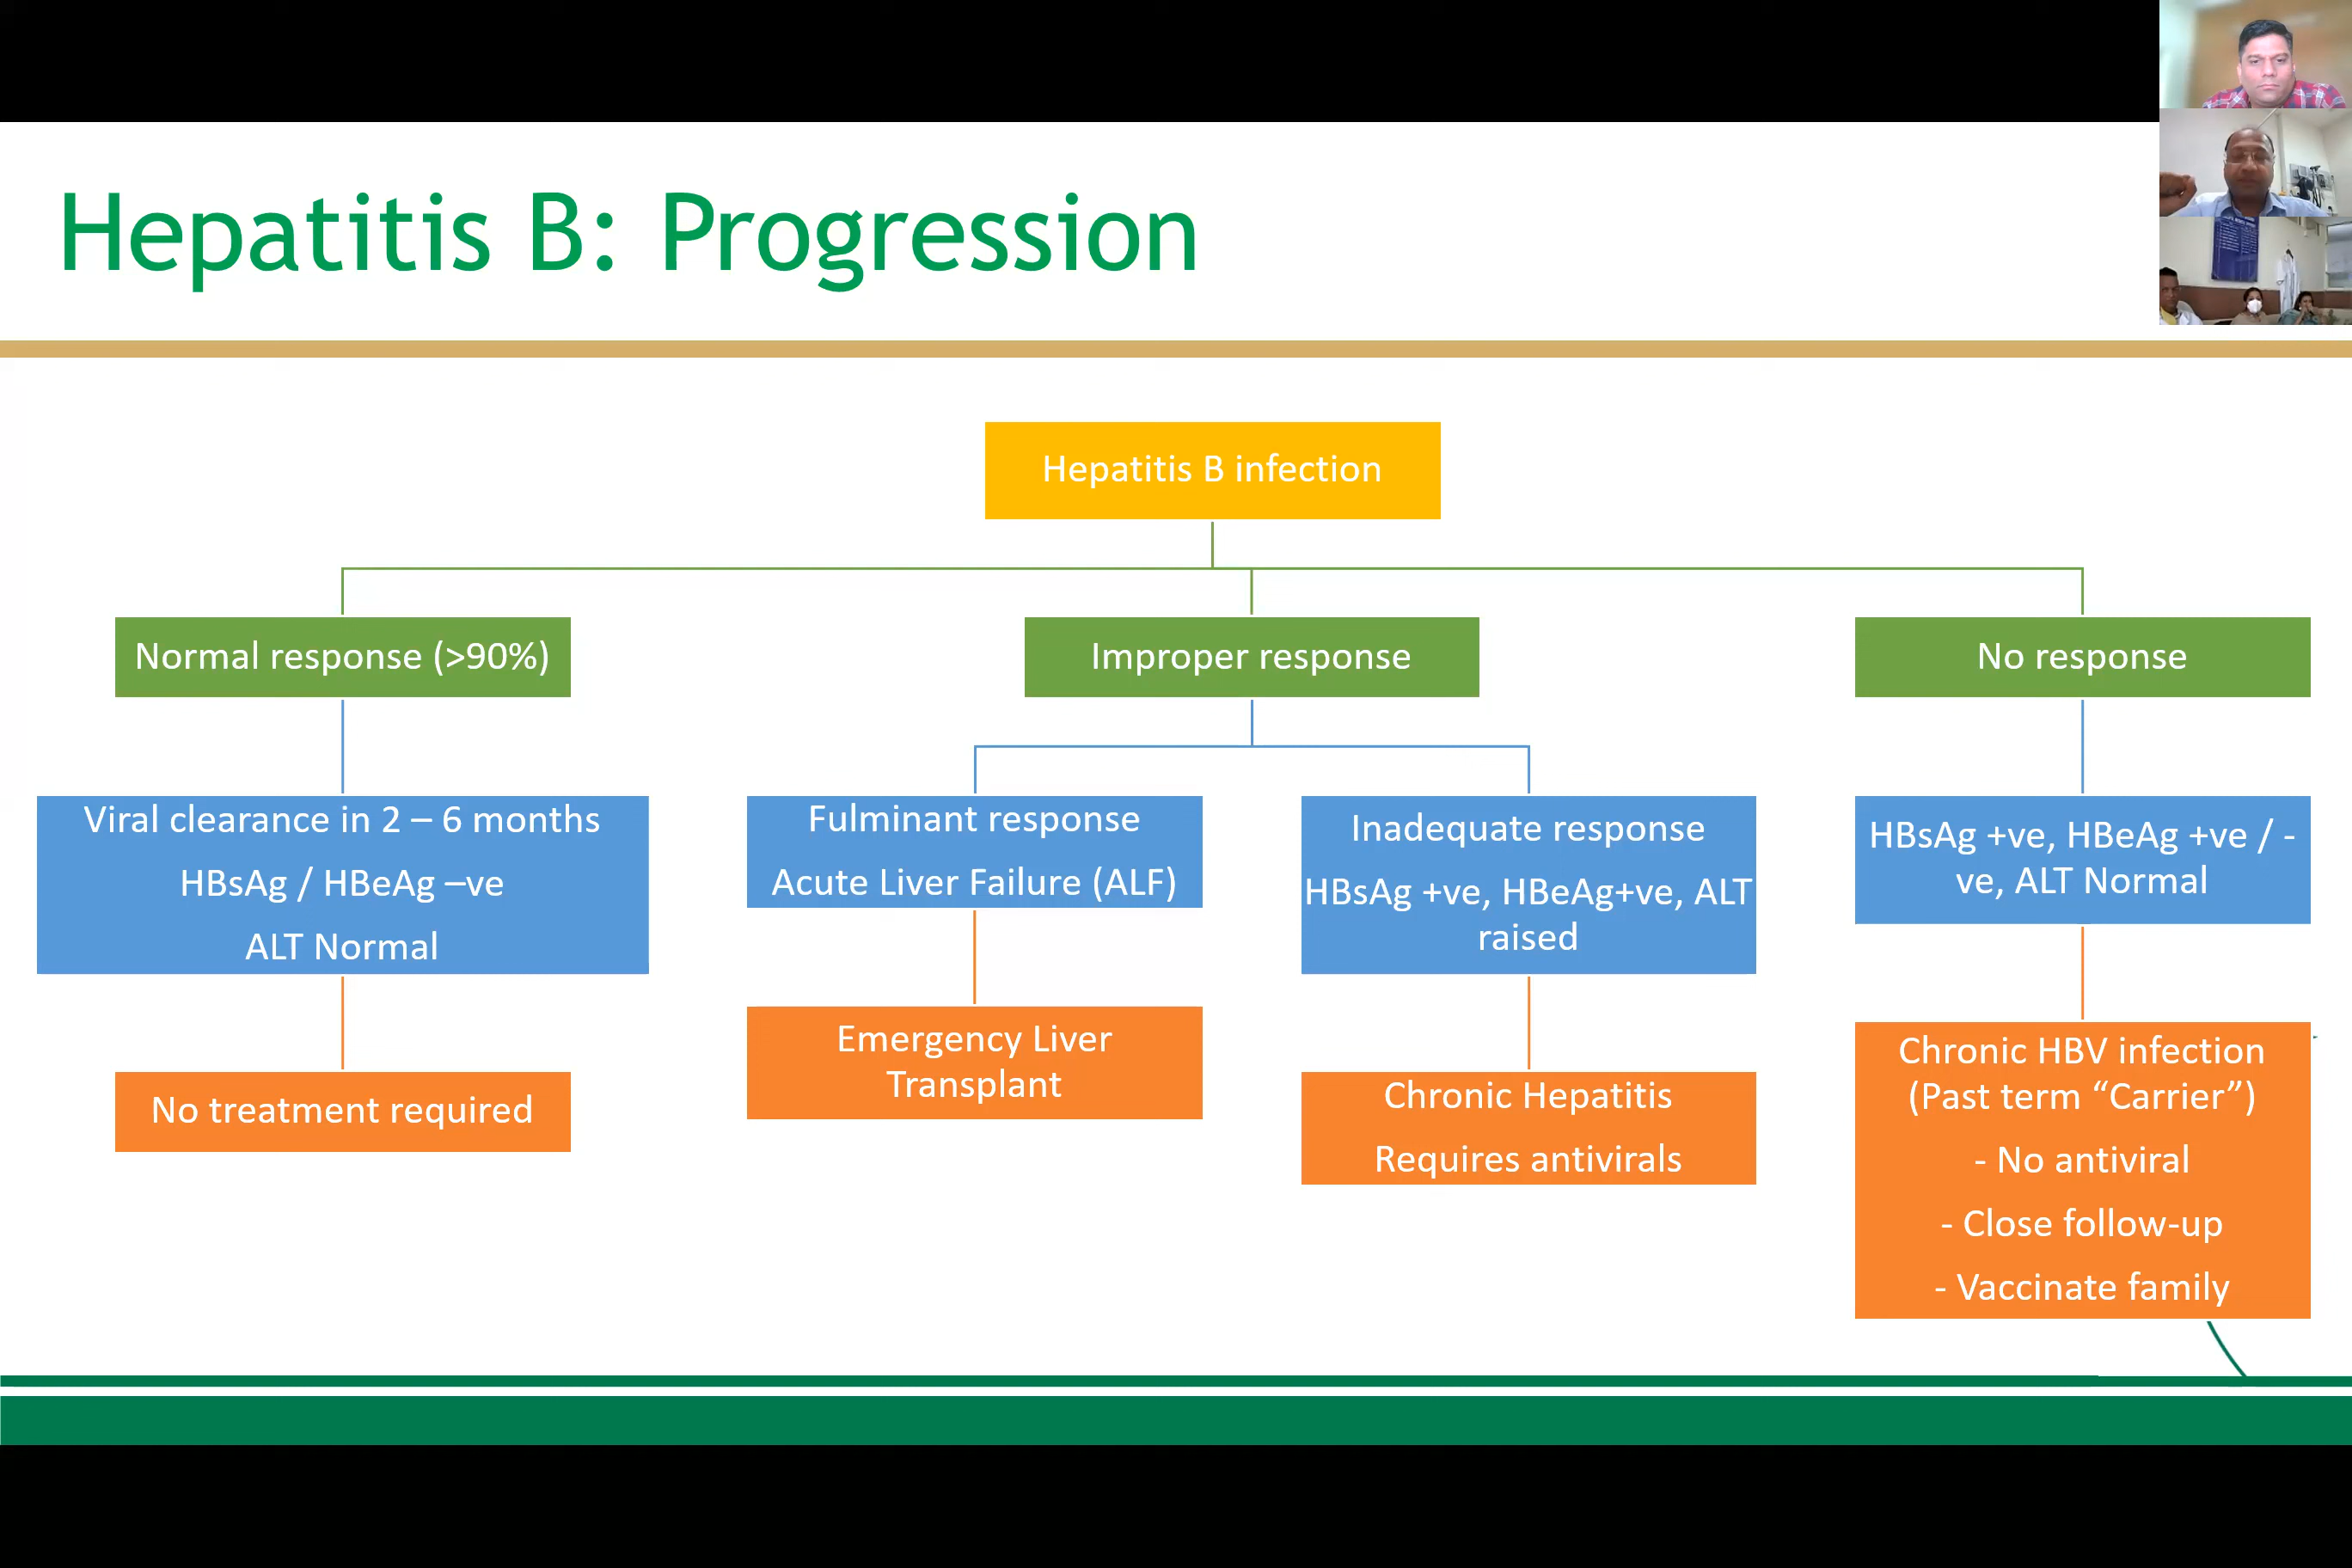 Hepatitis B: Progression
Hepatitis B infection
Normal response (>90%)
Improper response
No response
Viral clearance in 2 – 6 months
HBsAg / HBeAg –ve
ALT Normal
Fulminant response
Acute Liver Failure (ALF)
Inadequate response
HBsAg +ve, HBeAg+ve, ALT
raised
HBsAg +ve, HBeAg +ve / -
ve, ALT Normal
No treatment required
Emergency Liver
Transplant
Chronic Hepatitis
Requires antivirals
Chronic HBV infection
(Past term “Carrier”)
- No antiviral
- Close follow-up
- Vaccinate family